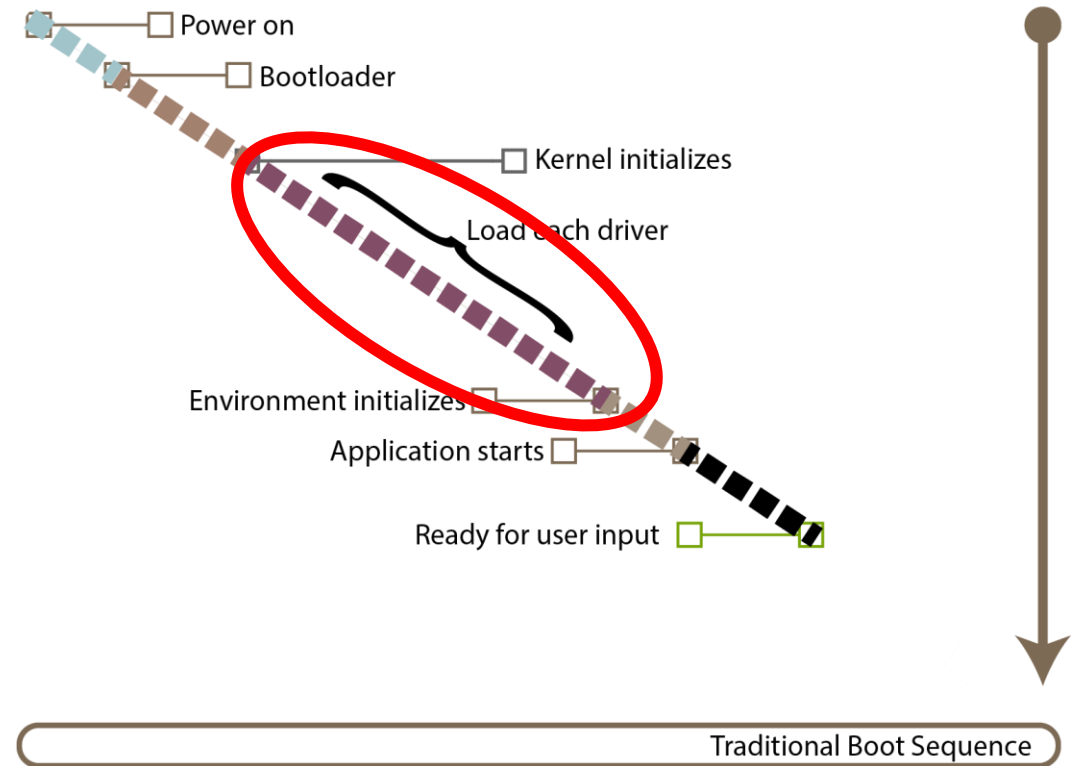 Power on
Bootloader
Kernel initializes
Load each driver
Environment initializes
Application starts
Ready for user input
Traditional Boot Sequence